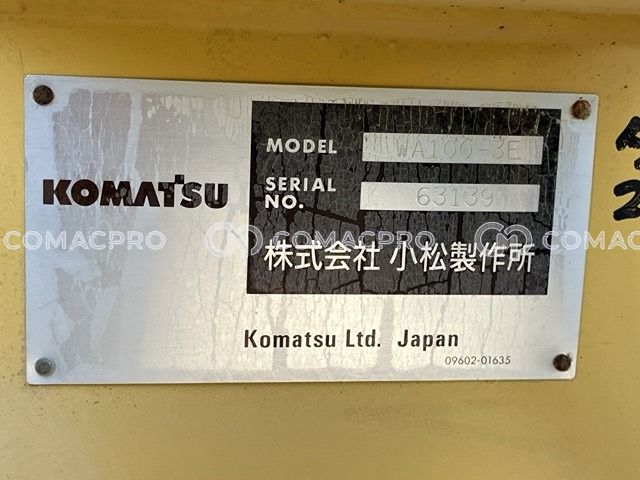 KOMATSU
MODEL WA100-3E
SERIAL NO. 63139
株式会社 小松製作所
Komatsu Ltd. Japan
09602-01635
COMACPRO COMACPRO COMACPRO